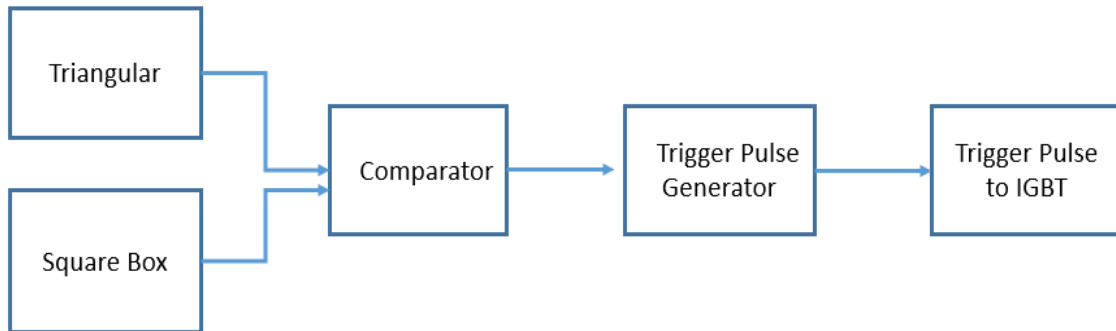 Triangular
Square Box
Comparator
Trigger Pulse
Generator
Trigger Pulse
to IGBT